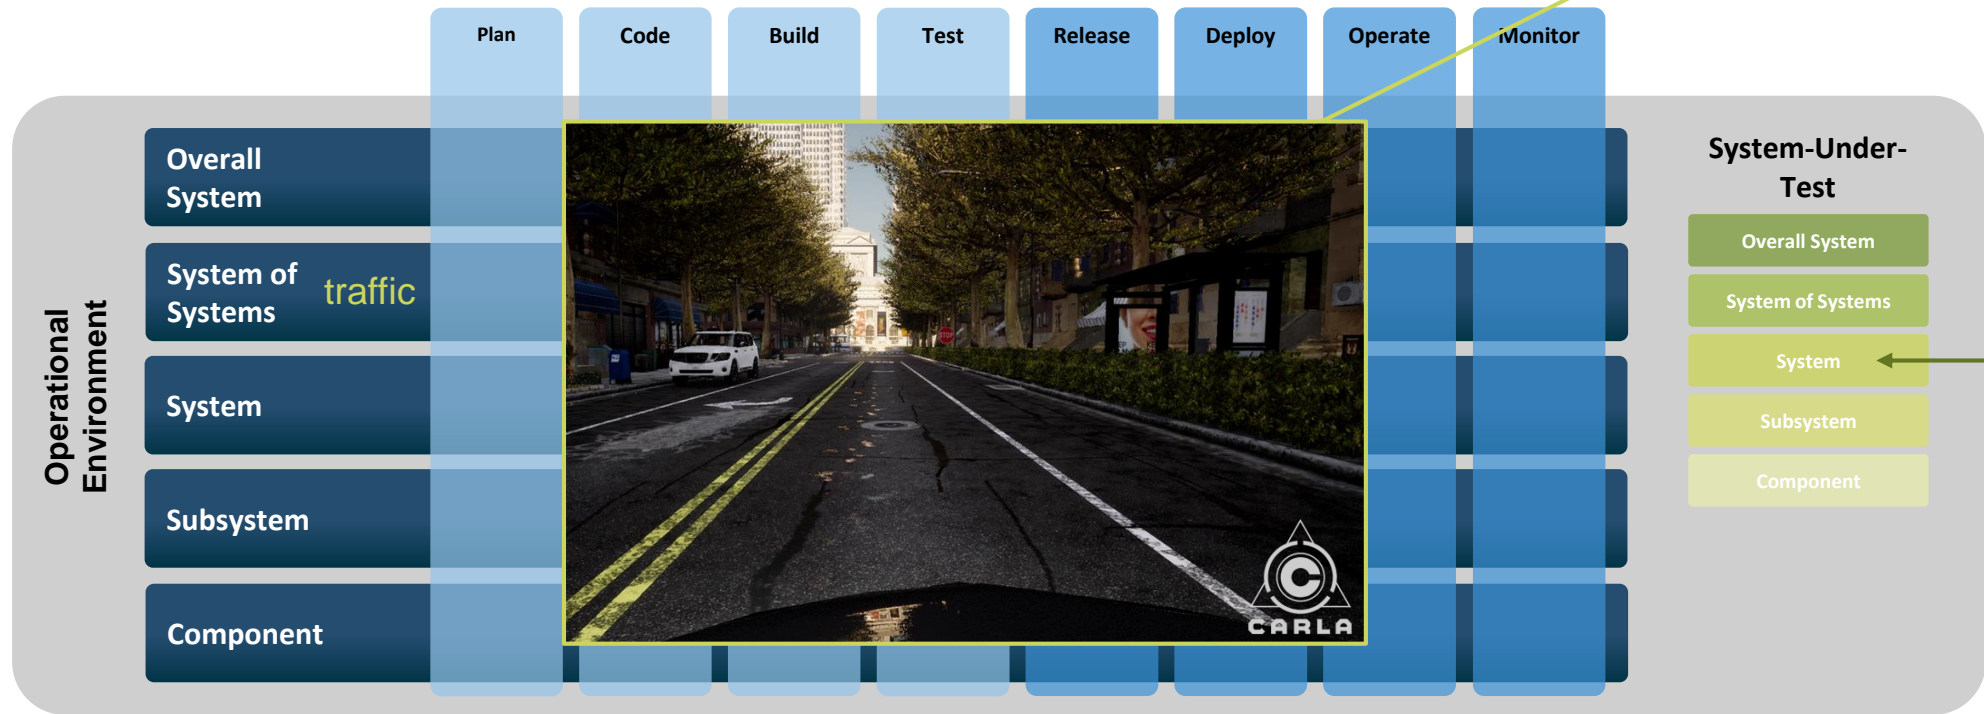 Plan
Code
Build
Test
Release
Deploy
Operate
Monitor
Operational
Environment
Overall
System
System of
Systems
traffic
System
Subsystem
Component
STOP
CARLA
System-Under-
Test
Overall System
System of Systems
System
Subsystem
Component